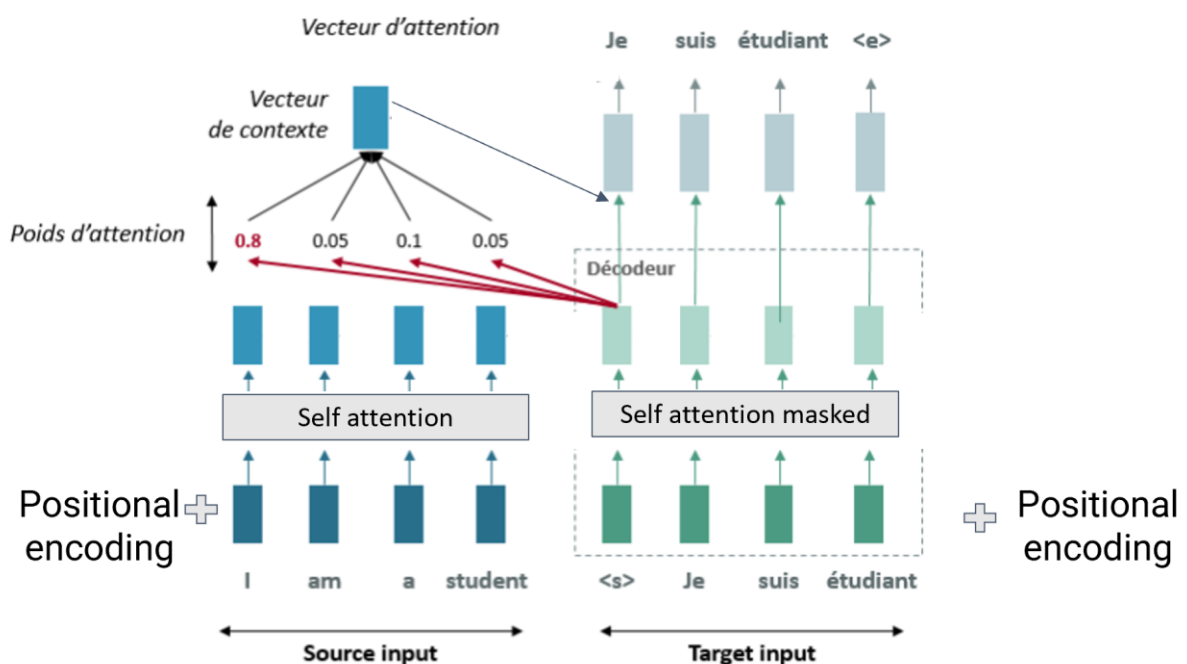 Vecteur d'attention
Je suis étudiant <e>
Vecteur
de contexte
Poids d'attention
0.8 0.05 0.1 0.05
Décodeur
Self attention
Self attention masked
Positional
encoding
Positional
encoding
I am a student
<s> Je suis étudiant
Source input
Target input